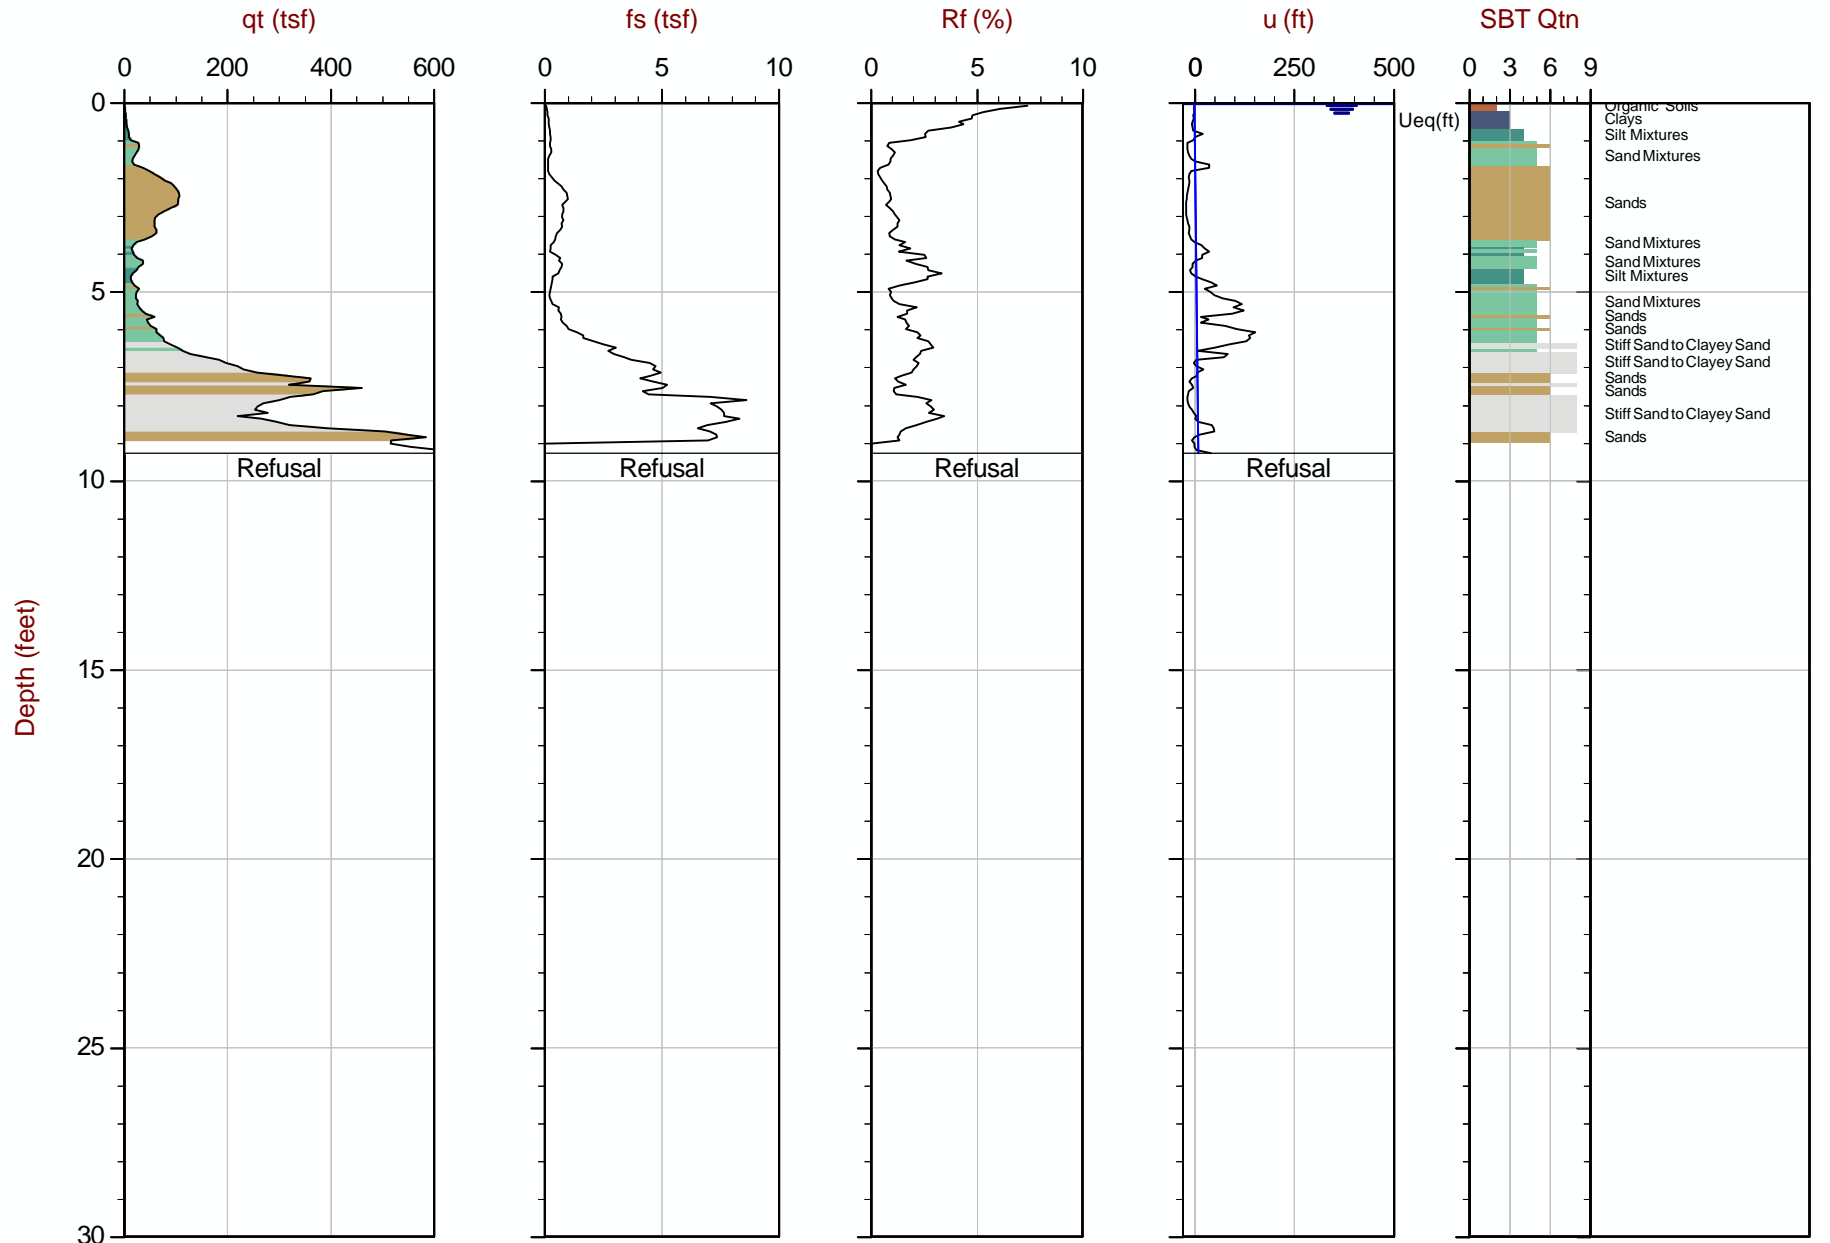 qt (tsf) fs (tsf) Rf (%) u (ft) SBT Qtn
0 200 400 600 0 5 10 0 5 10 0 250 500 0 3 6 9
0
Organic Soils
Ueq(ft) Clays
Silt Mixtures
Sand Mixtures
Sands
Sand Mixtures
Sand Mixtures
Silt Mixtures
5
Sand Mixtures
Sands
Sands
Stiff Sand to Clayey Sand
Stiff Sand to Clayey Sand
Sands
Sands
Stiff Sand to Clayey Sand
Sands
Refusal Refusal Refusal Refusal
10
Depth (feet)
15
20
25
30